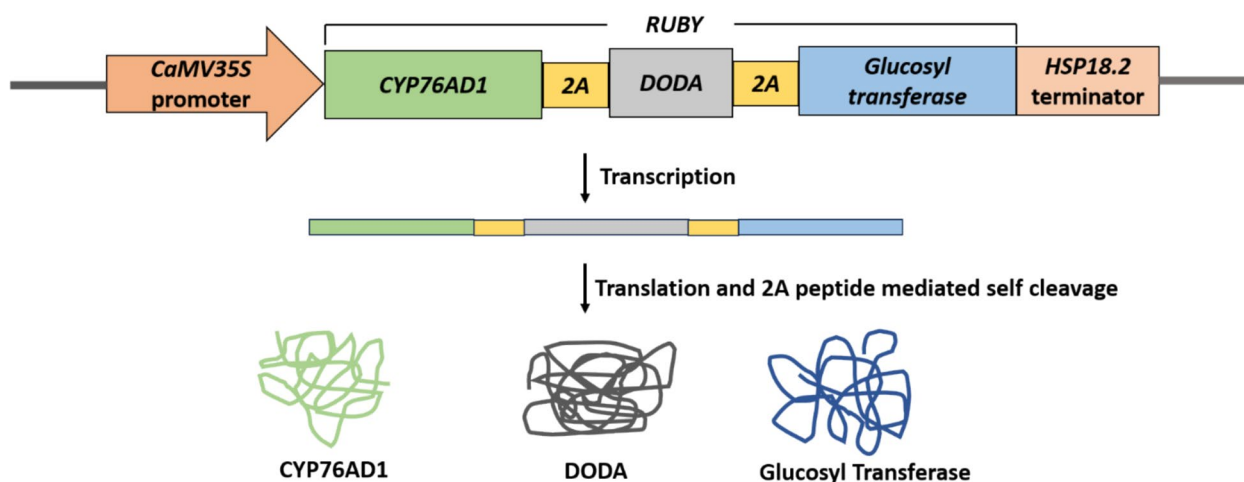 RUBY
CaMV35S
promoter
CYP76AD1
2A
DODA
2A
Glucosyl
transferase
HSP18.2
terminator
Transcription
Translation and 2A peptide mediated self cleavage
CYP76AD1
DODA
Glucosyl Transferase